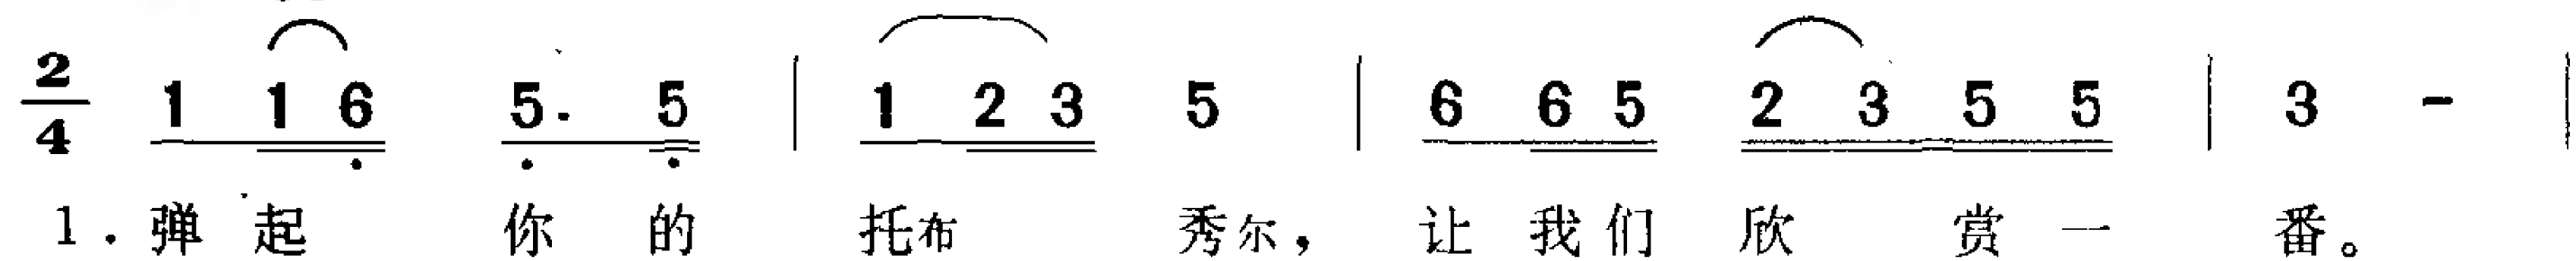 2/4 1 1 6 5. 5 | 1 2 3 5 | 6 6 5 2 3 5 5 | 3 - |
1.弹起 你的 托布 秀尔，让我们欣 赏一 番。